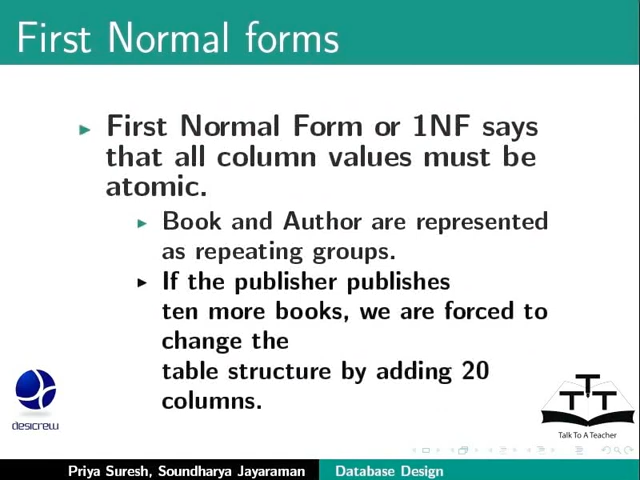 First Normal forms
First Normal Form or 1NF says
that all column values must be
atomic.
Book and Author are represented
as repeating groups.
If the publisher publishes
ten more books, we are forced to
change the
table structure by adding 20
columns.
desicrew
TTT
Talk To A Teacher
Priya Suresh, Soundharya Jayaraman
Database Design